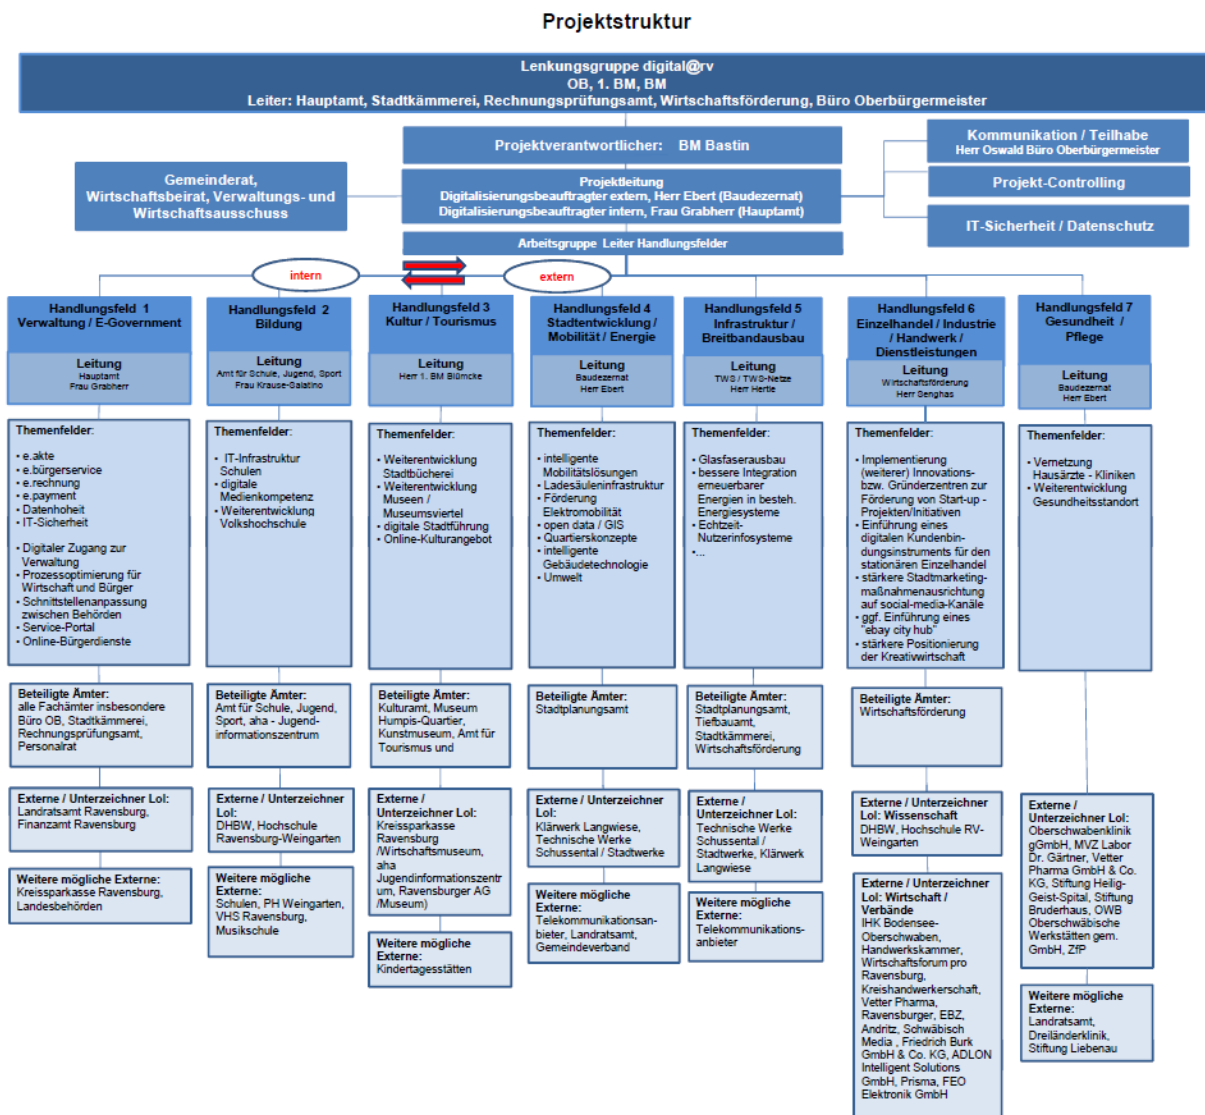 Projektstruktur
Lenkungsgruppe digital@rv
OB, 1. BM, BM
Leiter: Hauptamt, Stadtkämmerei, Rechnungsprüfungsamt, Wirtschaftsförderung, Büro Oberbürgermeister
Projektverantwortlicher: BM Bastin
Kommunikation / Teilhabe
Herr Oswald Büro Oberbürgermeister
Gemeinderat,
Wirtschaftsbeirat, Verwaltungs- und
Wirtschaftsausschuss
Projektleitung
Digitalisierungsbeauftragter extern, Herr Ebert (Baudezernat)
Digitalisierungsbeauftragter intern, Frau Grabherr (Hauptamt)
Projekt-Controlling
IT-Sicherheit / Datenschutz
Arbeitsgruppe Leiter Handlungsfelder
intern
extern
Handlungsfeld 1
Verwaltung / E-Government
Leitung
Hauptamt
Frau Grabherr
Themenfelder:
• e.akte
• e.bürgerservice
• e.rechnung
• e.payment
• Datenhoheit
• IT-Sicherheit
• Digitaler Zugang zur
Verwaltung
• Prozessoptimierung für
Wirtschaft und Bürger
• Schnittstellenanpassung
zwischen Behörden
• Service-Portal
• Online-Bürgerdienste
Beteiligte Ämter:
alle Fachämter insbesondere
Büro OB, Stadtkämmerei,
Rechnungsprüfungsamt,
Personalrat
Externe / Unterzeichner LoI:
Landratsamt Ravensburg,
Finanzamt Ravensburg
Weitere mögliche Externe:
Kreissparkasse Ravensburg,
Landesbehörden
Handlungsfeld 2
Bildung
Leitung
Amt für Schule, Jugend, Sport
Frau Krause-Salatino
Themenfelder:
• IT-Infrastruktur
Schulen
• digitale
Medienkompetenz
• Weiterentwicklung
Volkshochschule
Beteiligte Ämter:
Amt für Schule, Jugend,
Sport, aha - Jugend-
informationszentrum
Externe / Unterzeichner
LoI:
DHBW, Hochschule
Ravensburg-Weingarten
Weitere mögliche
Externe:
Schulen, PH Weingarten,
VHS Ravensburg,
Musikschule
Handlungsfeld 3
Kultur / Tourismus
Leitung
Herr 1. BM Blümcke
Themenfelder:
• Weiterentwicklung
Stadtbücherei
• Weiterentwicklung
Museen /
Museumsviertel
• digitale Stadtführung
• Online-Kulturangebot
Beteiligte Ämter:
Kulturamt, Museum
Humpis-Quartier,
Kunstmuseum, Amt für
Tourismus und
Externe /
Unterzeichner LoI:
Kreissparkasse
Ravensburg
/Wirtschaftsmuseum,
aha
Jugendinformationszentr
um, Ravensburger AG
/Museum)
Weitere mögliche
Externe:
Kindertagesstätten
Handlungsfeld 4
Stadtentwicklung /
Mobilität / Energie
Leitung
Baudezernat
Herr Ebert
Themenfelder:
• intelligente
Mobilitätslösungen
• Ladesäuleninfrastruktur
• Förderung
Elektromobilität
• open data / GIS
• Quartierskonzepte
• intelligente
Gebäudetechnologie
• Umwelt
Beteiligte Ämter:
Stadtplanungsamt
Externe / Unterzeichner
LoI:
Klärwerk Langwiese,
Technische Werke
Schussental / Stadtwerke
Weitere mögliche
Externe:
Telekommunikationsan-
bieter, Landratsamt,
Gemeindeverband
Handlungsfeld 5
Infrastruktur /
Breitbandausbau
Leitung
TWS / TWS-Netze
Herr Hertle
Themenfelder:
• Glasfaserausbau
• bessere Integration
erneuerbarer
Energien in besteh.
Energiesysteme
• Echtzeit-
Nutzerinfosysteme
•...
Beteiligte Ämter:
Stadtplanungsamt,
Tiefbauamt,
Stadtkämmerei,
Wirtschaftsförderung
Externe /
Unterzeichner LoI:
Technische Werke
Schussental /
Stadtwerke, Klärwerk
Langwiese
Weitere mögliche
Externe:
Telekommunikations-
anbieter
Handlungsfeld 6
Einzelhandel / Industrie
/ Handwerk /
Dienstleistungen
Leitung
Wirtschaftsförderung
Herr Senghas
Themenfelder:
• Implementierung
(weiterer) Innovations-
bzw. Gründerzentren zur
Förderung von Start-up -
Projekten/Initiativen
• Einführung eines
digitalen Kundenbin-
dungsinstruments für den
stationären Einzelhandel
• stärkere Stadtmarketing-
maßnahmenausrichtung
auf social-media-Kanäle
• ggf. Einführung eines
"ebay city hub"
• stärkere Positionierung
der Kreativwirtschaft
Beteiligte Ämter:
Wirtschaftsförderung
Externe / Unterzeichner
LoI: Wissenschaft
DHBW, Hochschule RV-
Weingarten
Externe / Unterzeichner
LoI: Wirtschaft /
Verbände
IHK Bodensee-
Oberschwaben,
Handwerkskammer,
Wirtschaftsforum pro
Ravensburg,
Kreishandwerkerschaft,
Vetter Pharma,
Ravensburger, EBZ,
Andritz, Schwäbisch
Media , Friedrich Burk
GmbH & Co. KG, ADLON
Intelligent Solutions
GmbH, Prisma, FEO
Elektronik GmbH
Handlungsfeld 7
Gesundheit /
Pflege
Leitung
Baudezernat
Herr Ebert
Themenfelder:
• Vernetzung
Hausärzte - Kliniken
• Weiterentwicklung
Gesundheitsstandort
Externe /
Unterzeichner LoI:
Oberschwabenklinik
gGmbH, MVZ Labor
Dr. Gärtner, Vetter
Pharma GmbH & Co.
KG, Stiftung Heilig-
Geist-Spital, Stiftung
Bruderhaus, OWB
Oberschwäbische
Werkstätten gem.
GmbH, ZfP
Weitere mögliche
Externe:
Landratsamt,
Dreiländerklinik,
Stiftung Liebenau